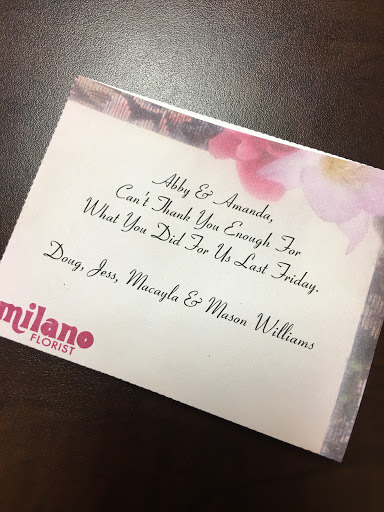 Abby & Amanda,
Can't Thank You Enough For
What You Did For Us Last Friday.
Doug, Jess, Macayla & Mason Williams
milano
FLORIST